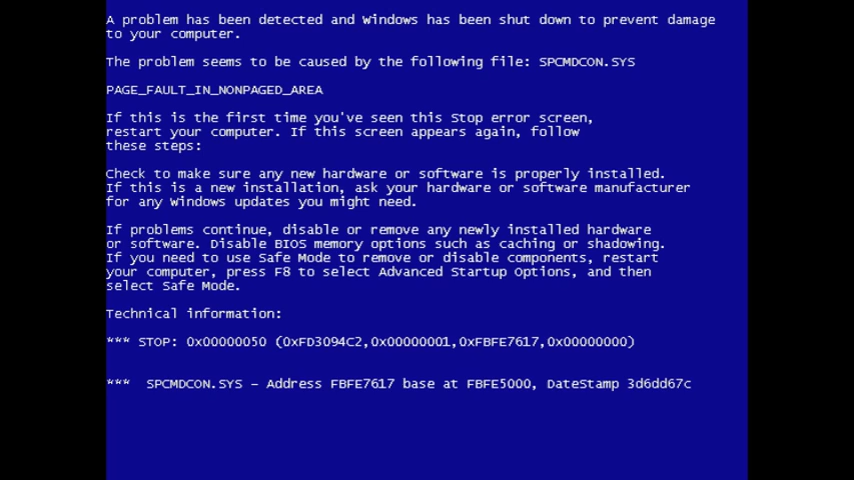 A problem has been detected and Windows has been shut down to prevent damage
to your computer.
The problem seems to be caused by the following file: SPCMDCON.SYS
PAGE_FAULT_IN_NONPAGED_AREA
If this is the first time you've seen this Stop error screen,
restart your computer. If this screen appears again, follow
these steps:
Check to make sure any new hardware or software is properly installed.
If this is a new installation, ask your hardware or software manufacturer
for any Windows updates you might need.
If problems continue, disable or remove any newly installed hardware
or software. Disable BIOS memory options such as caching or shadowing.
If you need to use Safe Mode to remove or disable components, restart
your computer, press F8 to select Advanced Startup Options, and then
select Safe Mode.
Technical information:
*** STOP: 0x00000050 (0xFD3094C2,0x00000001,0xFBFE7617,0x00000000)
*** SPCMDCON.SYS - Address FBFE7617 base at FBFE5000, DateStamp 3d6dd67c